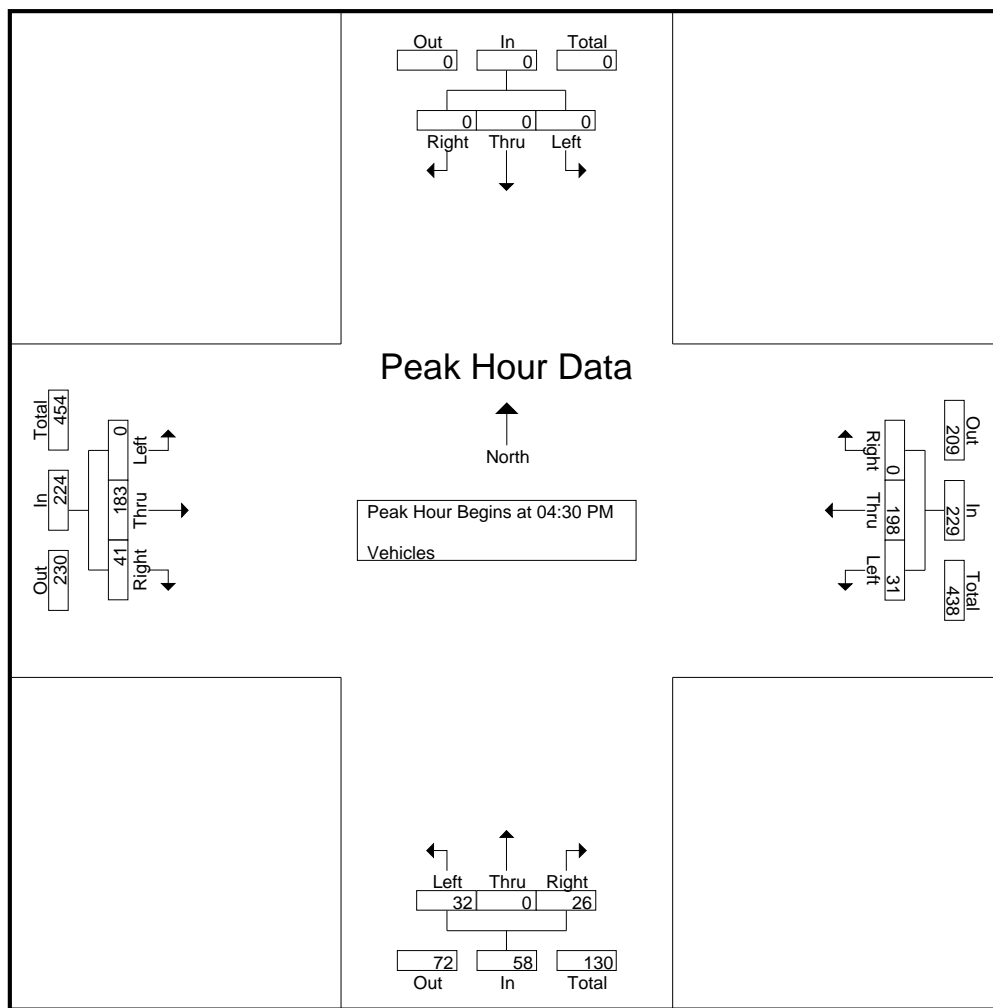 Out In Total
0 0 0
0 0 0
Right Thru Left
Peak Hour Data
North
Peak Hour Begins at 04:30 PM
Vehicles
Total In Out
454 224 230
0 183 41
Left Thru Right
Out In Total
209 229 438
0 198 31
Right Thru Left
Left Thru Right
32 0 26
72 58 130
Out In Total